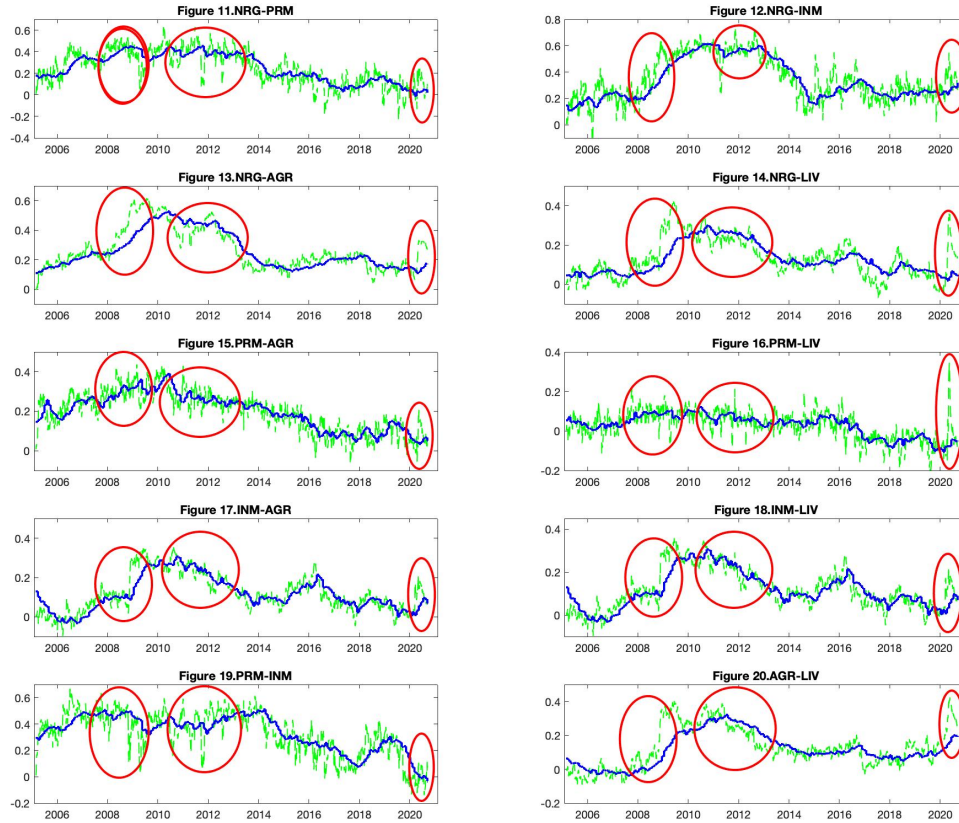 Figure 11.NRG-PRM
0.6
0.4
0.2
0
-0.2
-0.4
2006 2008 2010 2012 2014 2016 2018 2020
Figure 12.NRG-INM
0.8
0.6
0.4
0.2
0
2006 2008 2010 2012 2014 2016 2018 2020
Figure 13.NRG-AGR
0.6
0.4
0.2
0
2006 2008 2010 2012 2014 2016 2018 2020
Figure 14.NRG-LIV
0.4
0.2
0
2006 2008 2010 2012 2014 2016 2018 2020
Figure 15.PRM-AGR
0.4
0.2
0
2006 2008 2010 2012 2014 2016 2018 2020
Figure 16.PRM-LIV
0.4
0.2
0
-0.2
2006 2008 2010 2012 2014 2016 2018 2020
Figure 17.INM-AGR
0.4
0.2
0
2006 2008 2010 2012 2014 2016 2018 2020
Figure 18.INM-LIV
0.4
0.2
0
2006 2008 2010 2012 2014 2016 2018 2020
Figure 19.PRM-INM
0.6
0.4
0.2
0
-0.2
2006 2008 2010 2012 2014 2016 2018 2020
Figure 20.AGR-LIV
0.4
0.2
0
-0.2
2006 2008 2010 2012 2014 2016 2018 2020